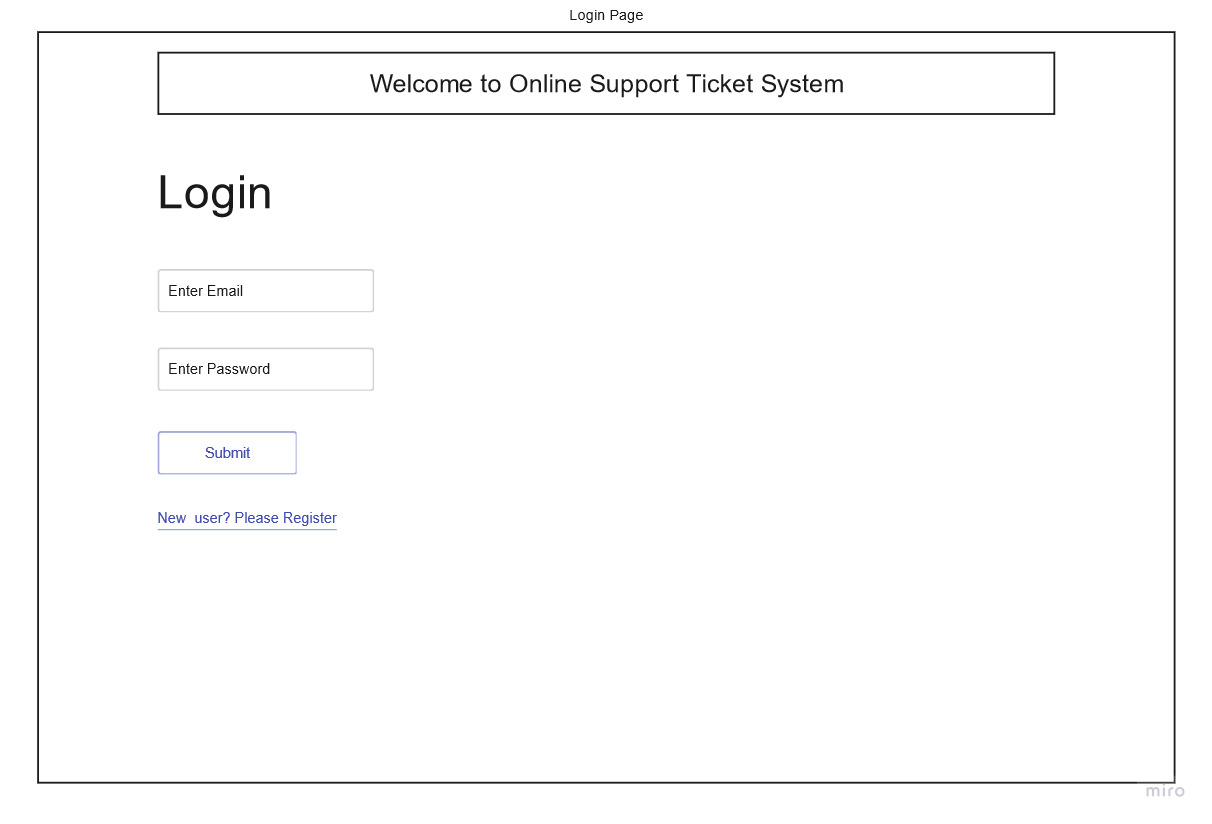 Login Page
Welcome to Online Support Ticket System
Login
Enter Email
Enter Password
Submit
New  user? Please Register
miro